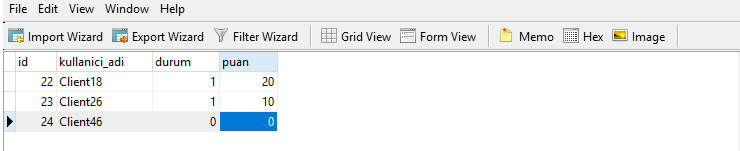 File Edit View Window Help
Import Wizard Export Wizard Filter Wizard Grid View Form View Memo Hex Image
id kullanici_adi durum puan
22 Client18 1 20
23 Client26 1 10
24 Client46 0 0